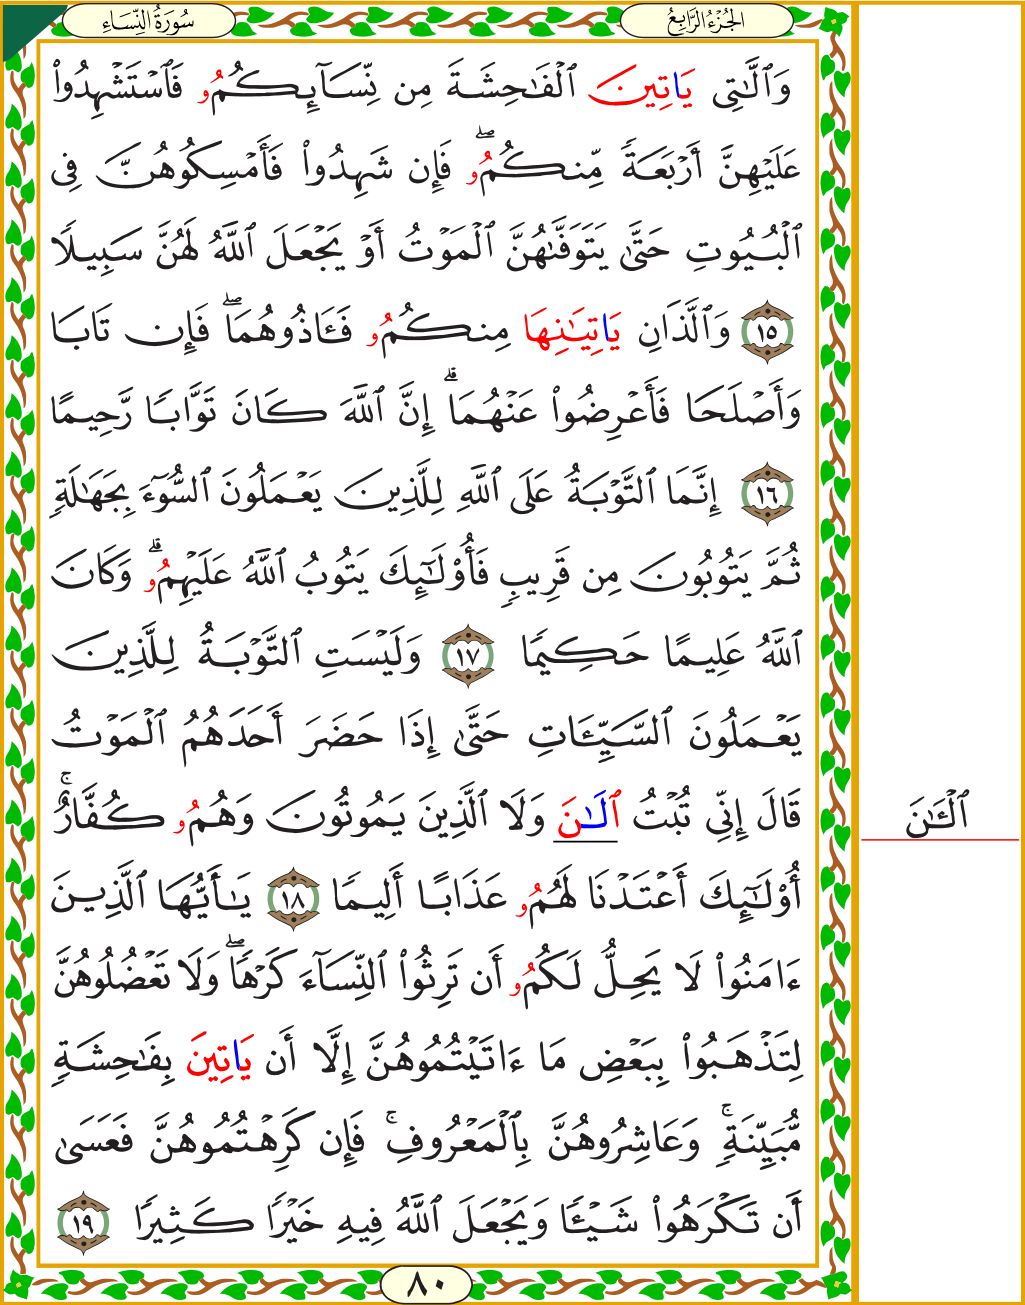 سُورَةُ النِّسَاءِ
الجُزْءُ الرَّابِعُ
وَٱلَّٰتِى يَاتِينَ ٱلْفَٰحِشَةَ مِن نِّسَآئِكُمُو فَٱسْتَشْهِدُواْ
عَلَيْهِنَّ أَرْبَعَةً مِّنكُمُوۖ فَإِن شَهِدُواْ فَأَمْسِكُوهُنَّ فِى
ٱلْبُيُوتِ حَتَّىٰ يَتَوَفَّىٰهُنَّ ٱلْمَوْتُ أَوْ يَجْعَلَ ٱللَّهُ لَهُنَّ سَبِيلًا
١٥ وَٱلَّذَانِ يَاتِيَٰنِهَا مِنكُمُو فَـَٔاذُوهُمَاۖ فَإِن تَابَا
وَأَصْلَحَا فَأَعْرِضُواْ عَنْهُمَاۗ إِنَّ ٱللَّهَ كَانَ تَوَّابًا رَّحِيمًا
١٦ إِنَّمَا ٱلتَّوْبَةُ عَلَى ٱللَّهِ لِلَّذِينَ يَعْمَلُونَ ٱلسُّوٓءَ بِجَهَٰلَةٍ
ثُمَّ يَتُوبُونَ مِن قَرِيبٍ فَأُوْلَٰٓئِكَ يَتُوبُ ٱللَّهُ عَلَيْهِمُوۗ وَكَانَ
ٱللَّهُ عَلِيمًا حَكِيمًا ١٧ وَلَيْسَتِ ٱلتَّوْبَةُ لِلَّذِينَ
يَعْمَلُونَ ٱلسَّيِّـَٔاتِ حَتَّىٰٓ إِذَا حَضَرَ أَحَدَهُمُ ٱلْمَوْتُ
قَالَ إِنِّى تُبْتُ ٱلَٰنَ وَلَا ٱلَّذِينَ يَمُوتُونَ وَهُمُو كُفَّارٌۚ
ٱلْـَٰٔنَ
أُوْلَٰٓئِكَ أَعْتَدْنَا لَهُمُو عَذَابًا أَلِيمًا ١٨ يَٰٓأَيُّهَا ٱلَّذِينَ
ءَامَنُواْ لَا يَحِلُّ لَكُمُو أَن تَرِثُواْ ٱلنِّسَآءَ كَرْهًاۖ وَلَا تَعْضُلُوهُنَّ
لِتَذْهَبُواْ بِبَعْضِ مَا ءَاتَيْتُمُوهُنَّ إِلَّا أَن يَاتِينَ بِفَٰحِشَةٍ
مُّبَيِّنَةٍۚ وَعَاشِرُوهُنَّ بِٱلْمَعْرُوفِۚ فَإِن كَرِهْتُمُوهُنَّ فَعَسَىٰٓ
أَن تَكْرَهُواْ شَيْـًٔا وَيَجْعَلَ ٱللَّهُ فِيهِ خَيْرًا كَثِيرًا ١٩
٨٠